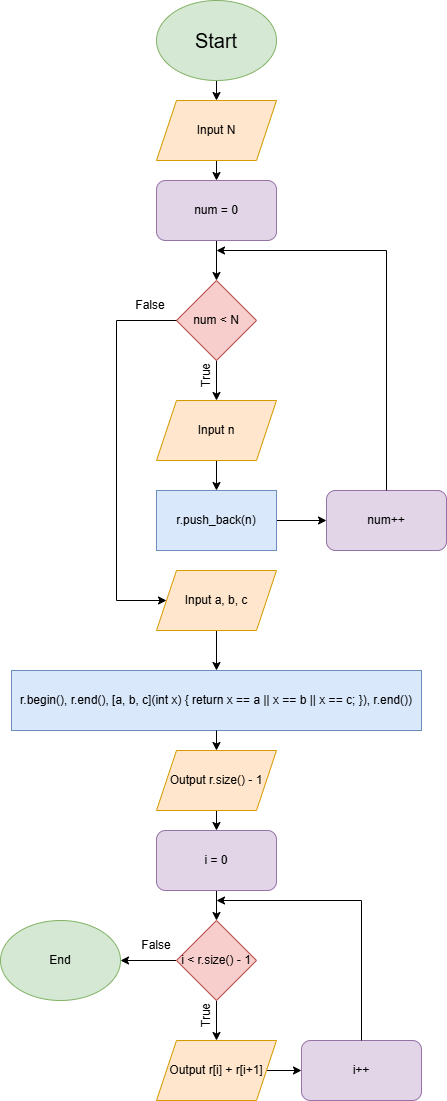 Start
Input N
num = 0
num < N
False
True
Input n
r.push_back(n)
num++
Input a, b, c
r.begin(), r.end(), [a, b, c](int x) { return x == a || x == b || x == c; }), r.end())
Output r.size() - 1
i = 0
i < r.size() - 1
False
End
True
Output r[i] + r[i+1]
i++